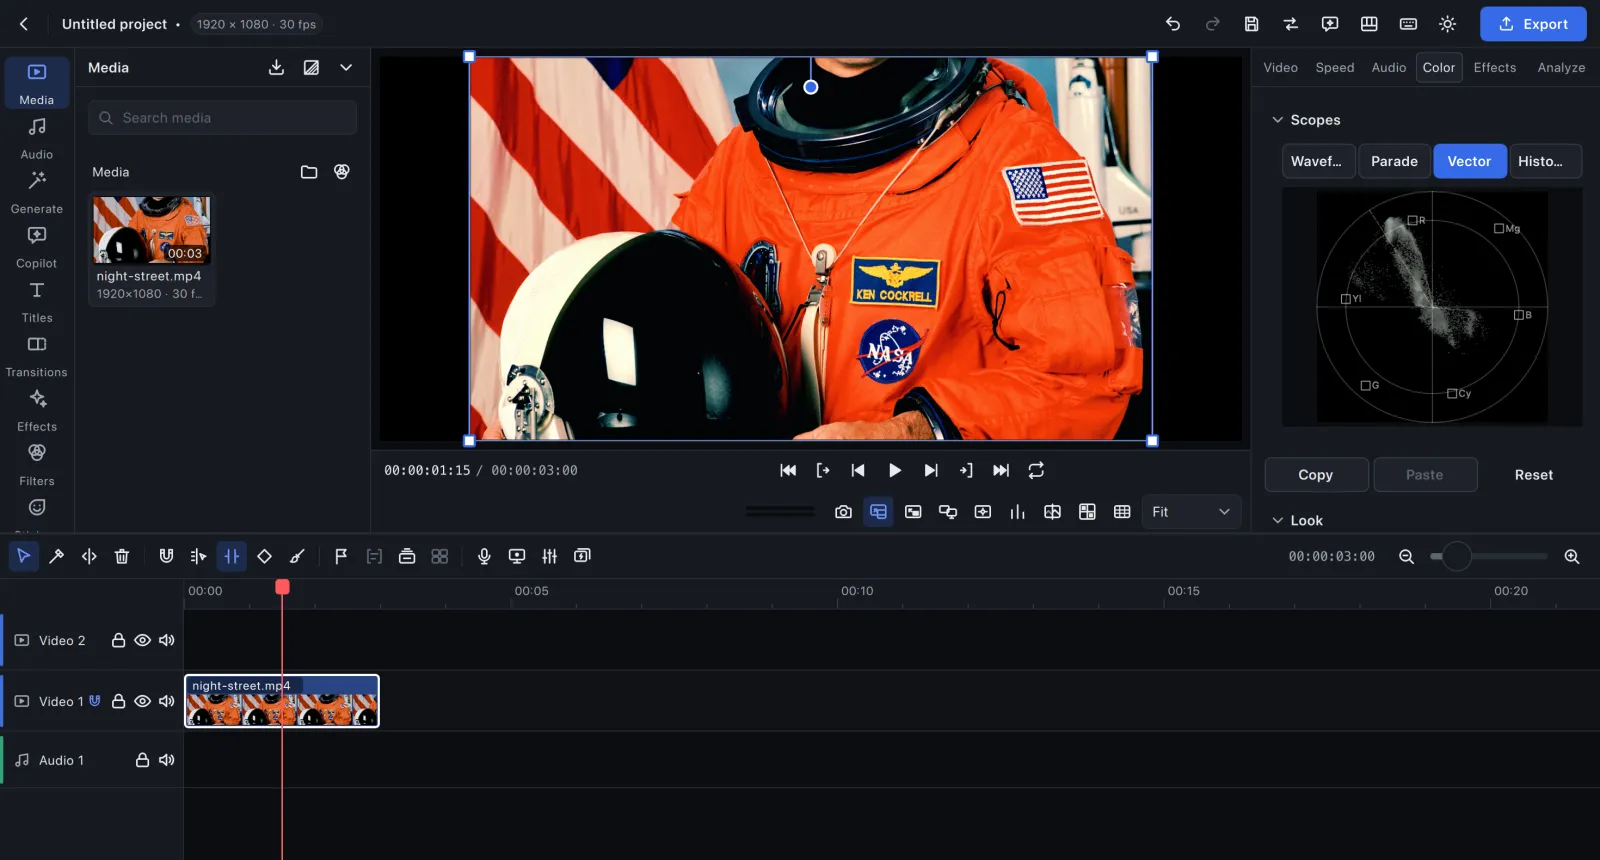 Untitled project •
1920 × 1080 · 30 fps
Export
Media
Audio
Generate
Copilot
Titles
Transitions
Effects
Filters
Media
Search media
Media
00:03
night-street.mp4
1920×1080 · 30 f...
USA
KEN COCKRELL
NASA
00:00:01:15 / 00:00:03:00
Fit
Video
Speed
Audio
Color
Effects
Analyze
Scopes
Wavef...
Parade
Vector
Histo...
R
Mg
Yl
B
G
Cy
Copy
Paste
Reset
Look
00:00:03:00
00:00
00:05
00:10
00:15
00:20
Video 2
Video 1
night-street.mp4
Audio 1